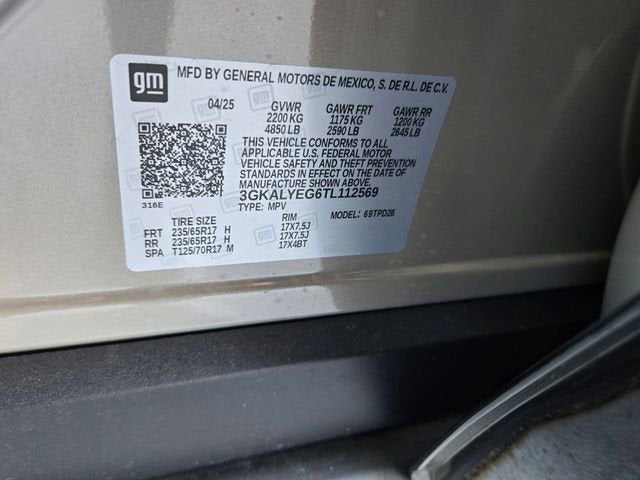 gm MFD BY GENERAL MOTORS DE MEXICO, S. DE R.L. DE C.V.
04/25 GVWR GAWR FRT GAWR RR
2200 KG 1175 KG 1200 KG
4850 LB 2590 LB 2645 LB
THIS VEHICLE CONFORMS TO ALL
APPLICABLE U.S. FEDERAL MOTOR
VEHICLE SAFETY AND THEFT PREVENTION
STANDARDS IN EFFECT ON THE DATE OF
MANUFACTURE SHOWN ABOVE.
316E
3GKALYEG6TL112569
TYPE: MPV MODEL: 69TPD26
TIRE SIZE RIM
FRT 235/65R17 H 17X7.5J
RR 235/65R17 H 17X7.5J
SPA T125/70R17 M 17X4BT